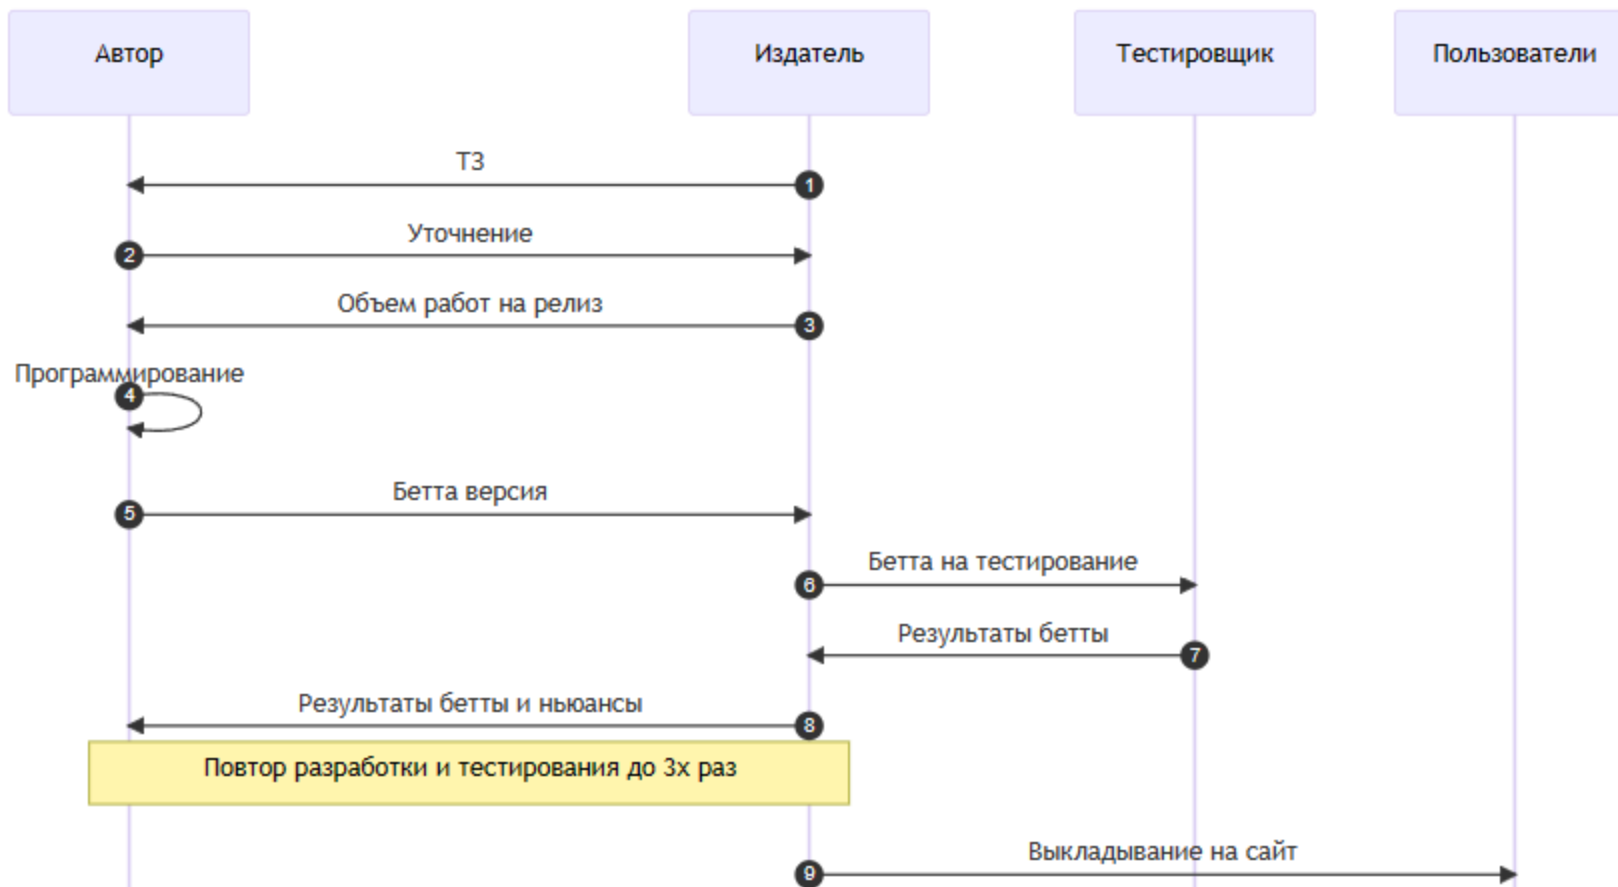 Автор
Издатель
Тестировщик
Пользователи
ТЗ
1
Уточнение
2
Объем работ на релиз
3
Программирование
4
Бетта версия
5
Бетта на тестирование
6
Результаты бетты
7
Результаты бетты и ньюансы
8
Повтор разработки и тестирования до 3х раз
Выкладывание на сайт
9